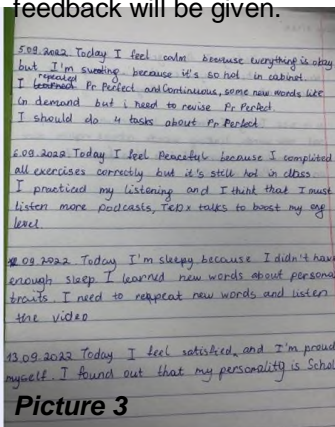 feedback will be given.
5.09.2022 Today I feel calm because everything is okay
but I'm sweating because it's so hot in cabinet.
I repeated Pr Perfect and Continuous, some new words like
in demand but i need to revise Pr Perfect.
I should do 4 tasks about Pr Perfect.
6.09.2022 Today I feel Peaceful because I complited
all exercises correctly but it's still hot in class.
I practiced my listening and I think that I must
listen more podcasts, TeDx talks to boost my eng
level.
09.2022 Today I'm sleepy because I didn't have
enough sleep I learned new words about persona
traits. I need to reapeat new words and listen
the video
13.09.2022 Today I feel satisfied, and I'm proud
myself. I found out that my personality is Schol
Picture 3